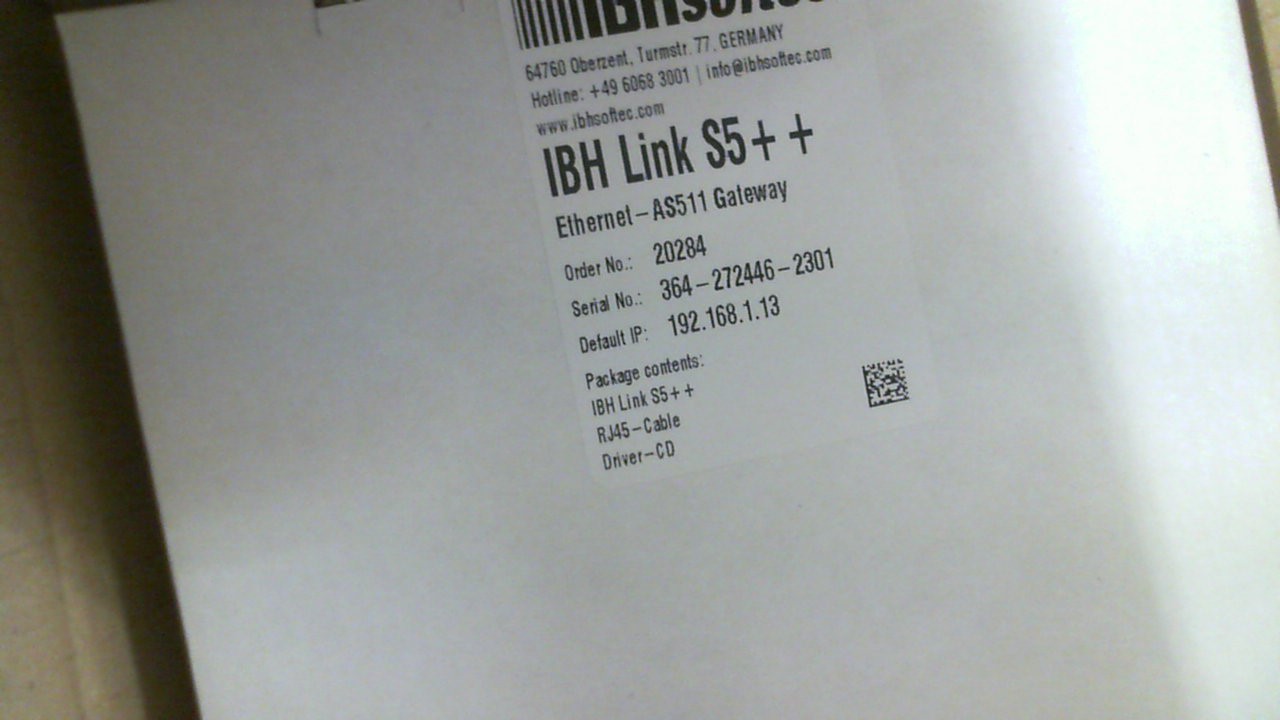 IBHsoftec
64760 Oberzent, Turmstr. 77, GERMANY
Hotline: +49 6068 3001 | info@ibhsoftec.com
www.ibhsoftec.com
IBH Link S5++
Ethernet–AS511 Gateway
Order No.: 20284
Serial No.: 364–272446–2301
Default IP: 192.168.1.13
Package contents:
IBH Link S5++
RJ45–Cable
Driver–CD